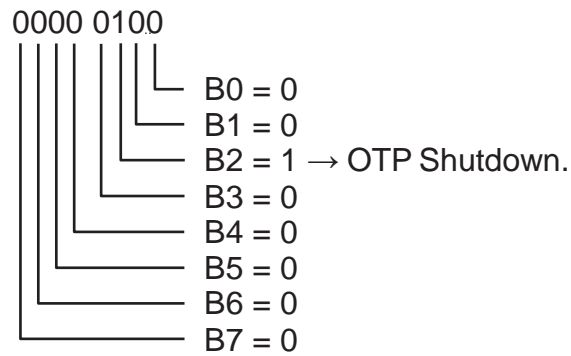 0000 0100
B0 = 0
B1 = 0
B2 = 1 → OTP Shutdown.
B3 = 0
B4 = 0
B5 = 0
B6 = 0
B7 = 0